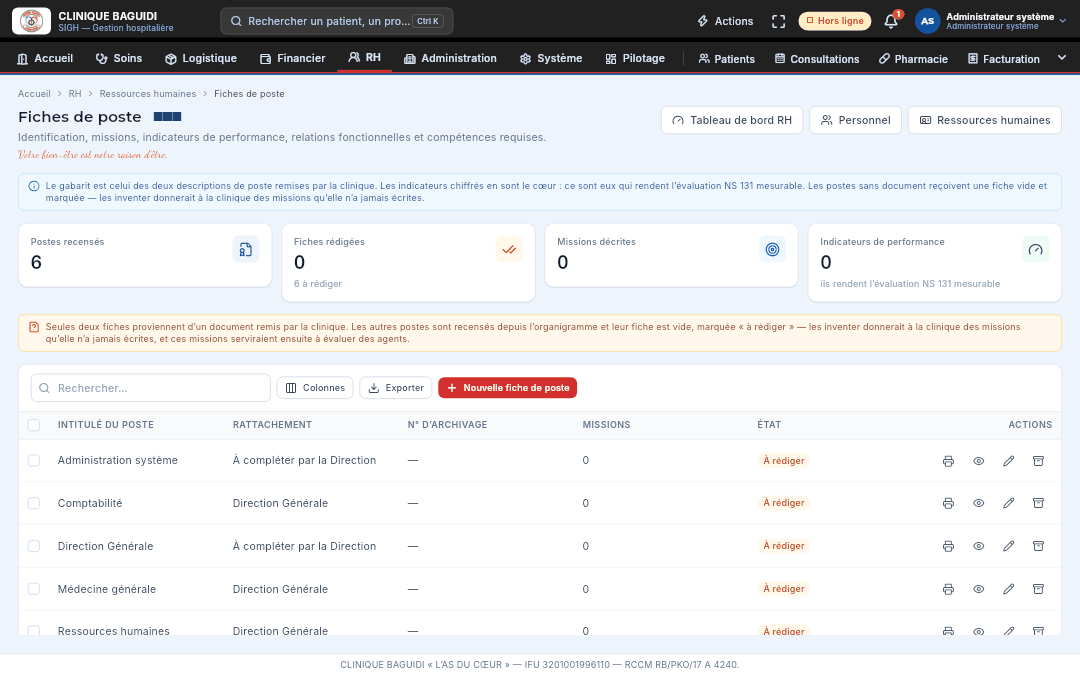 CLINIQUE BAGUIDI
SIGH — Gestion hospitalière
Rechercher un patient, un pro... Ctrl K
Actions
Hors ligne
1
AS
Administrateur système
Administrateur système
Accueil
Soins
Logistique
Financier
RH
Administration
Système
Pilotage
Patients
Consultations
Pharmacie
Facturation
Accueil > RH > Ressources humaines > Fiches de poste
Fiches de poste
Tableau de bord RH
Personnel
Ressources humaines
Identification, missions, indicateurs de performance, relations fonctionnelles et compétences requises.
Votre bien-être est notre raison d'être.
Le gabarit est celui des deux descriptions de poste remises par la clinique. Les indicateurs chiffrés en sont le cœur : ce sont eux qui rendent l'évaluation NS 131 mesurable. Les postes sans document reçoivent une fiche vide et
marquée — les inventer donnerait à la clinique des missions qu'elle n'a jamais écrites.
Postes recensés
6
Fiches rédigées
0
6 à rédiger
Missions décrites
0
Indicateurs de performance
0
ils rendent l'évaluation NS 131 mesurable
Seules deux fiches proviennent d'un document remis par la clinique. Les autres postes sont recensés depuis l'organigramme et leur fiche est vide, marquée « à rédiger » — les inventer donnerait à la clinique des missions
qu'elle n'a jamais écrites, et ces missions serviraient ensuite à évaluer des agents.
Rechercher...
Colonnes
Exporter
Nouvelle fiche de poste
INTITULÉ DU POSTE RATTACHEMENT N° D'ARCHIVAGE MISSIONS ÉTAT ACTIONS
Administration système À compléter par la Direction — 0 À rédiger
Comptabilité Direction Générale — 0 À rédiger
Direction Générale À compléter par la Direction — 0 À rédiger
Médecine générale Direction Générale — 0 À rédiger
Ressources humaines Direction Générale — 0 À rédiger
CLINIQUE BAGUIDI « L'AS DU CŒUR » — IFU 3201001996110 — RCCM RB/PKO/17 A 4240.